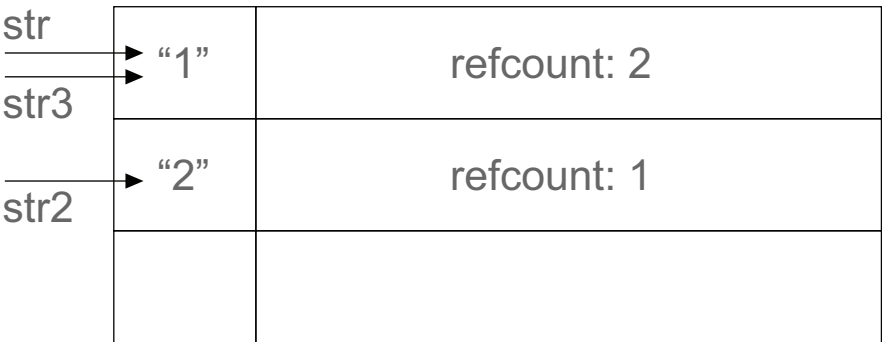 str
“1” refcount: 2
str3
“2” refcount: 1
str2